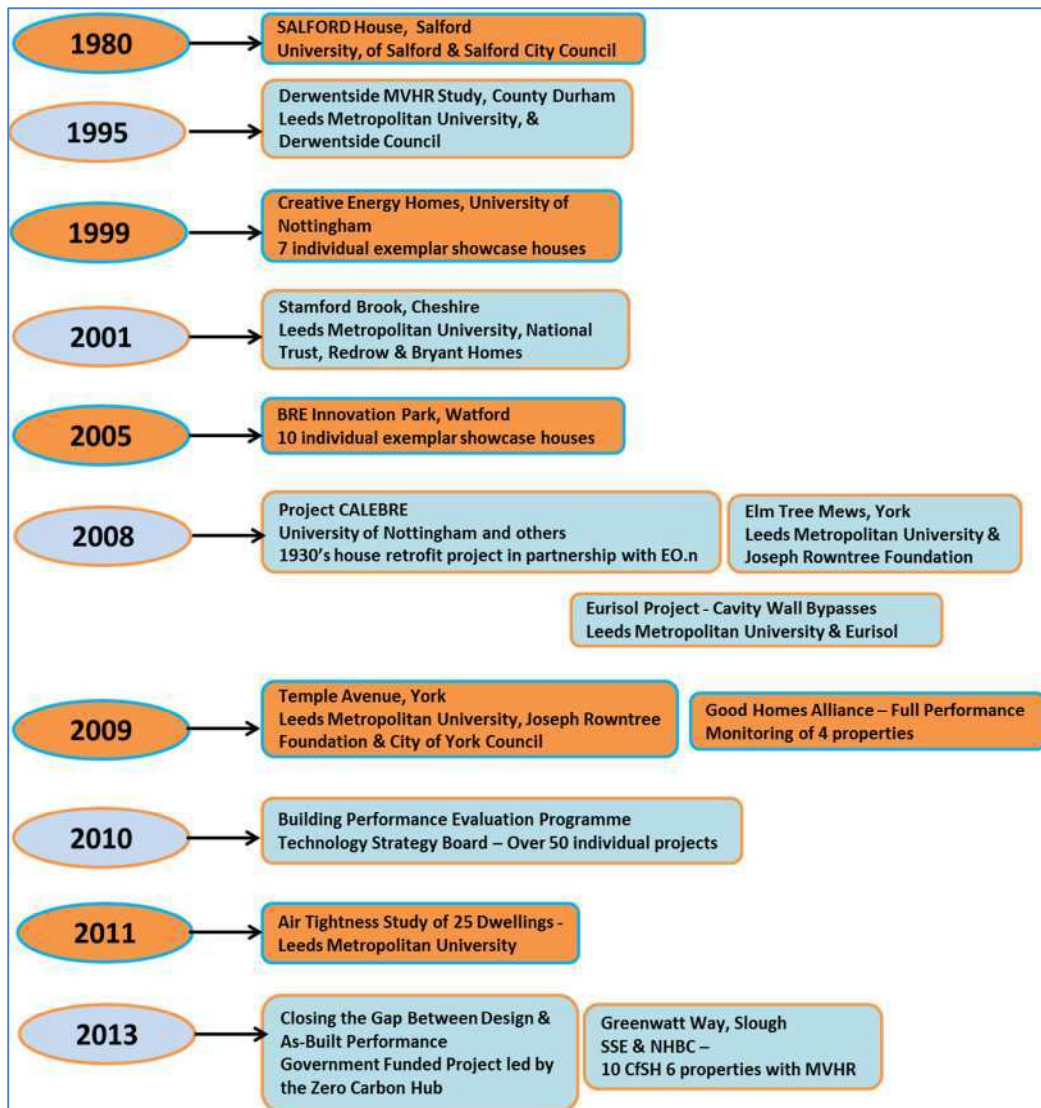 1980
SALFORD House, Salford
University, of Salford & Salford City Council
1995
Derwentside MVHR Study, County Durham
Leeds Metropolitan University, &
Derwentside Council
1999
Creative Energy Homes, University of
Nottingham
7 individual exemplar showcase houses
2001
Stamford Brook, Cheshire
Leeds Metropolitan University, National
Trust, Redrow & Bryant Homes
2005
BRE Innovation Park, Watford
10 individual exemplar showcase houses
2008
Project CALEBRE
University of Nottingham and others
1930's house retrofit project in partnership with EO.n
Elm Tree Mews, York
Leeds Metropolitan University &
Joseph Rowntree Foundation
Eurisol Project - Cavity Wall Bypasses
Leeds Metropolitan University & Eurisol
2009
Temple Avenue, York
Leeds Metropolitan University, Joseph Rowntree
Foundation & City of York Council
Good Homes Alliance – Full Performance
Monitoring of 4 properties
2010
Building Performance Evaluation Programme
Technology Strategy Board – Over 50 individual projects
2011
Air Tightness Study of 25 Dwellings -
Leeds Metropolitan University
2013
Closing the Gap Between Design &
As-Built Performance
Government Funded Project led by
the Zero Carbon Hub
Greenwatt Way, Slough
SSE & NHBC –
10 CfSH 6 properties with MVHR